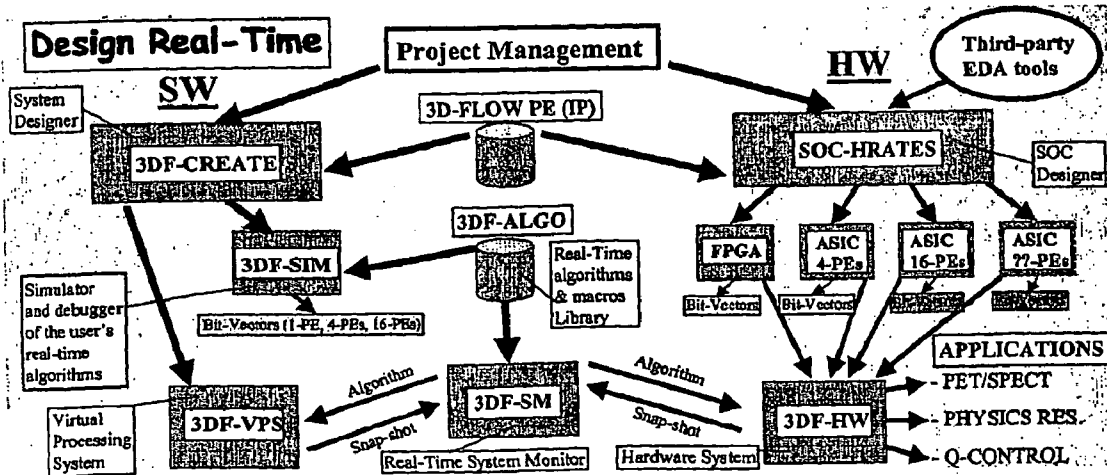 Design Real-Time
Project Management
Third-party
EDA tools
SW
HW
System
Designer
3D-FLOW PE (IP)
3DF-CREATE
SOC-HRATES
SOC
Designer
3DF-ALGO
3DF-SIM
Real-Time
algorithms
& macros
Library
FPGA
ASIC
4-PEs
ASIC
16-PEs
ASIC
??-PEs
Simulator
and debugger
of the user's
real-time
algorithms
Bit-Vectors (1-PE, 4-PEs, 16-PEs)
Bit-Vectors
Bit-Vectors
APPLICATIONS
Algorithm
Algorithm
- PET/SPECT
Virtual
Processing
System
3DF-VPS
3DF-SM
3DF-HW
- PHYSICS RES.
Snap-shot
Snap-shot
Real-Time System Monitor
Hardware System
- Q-CONTROL